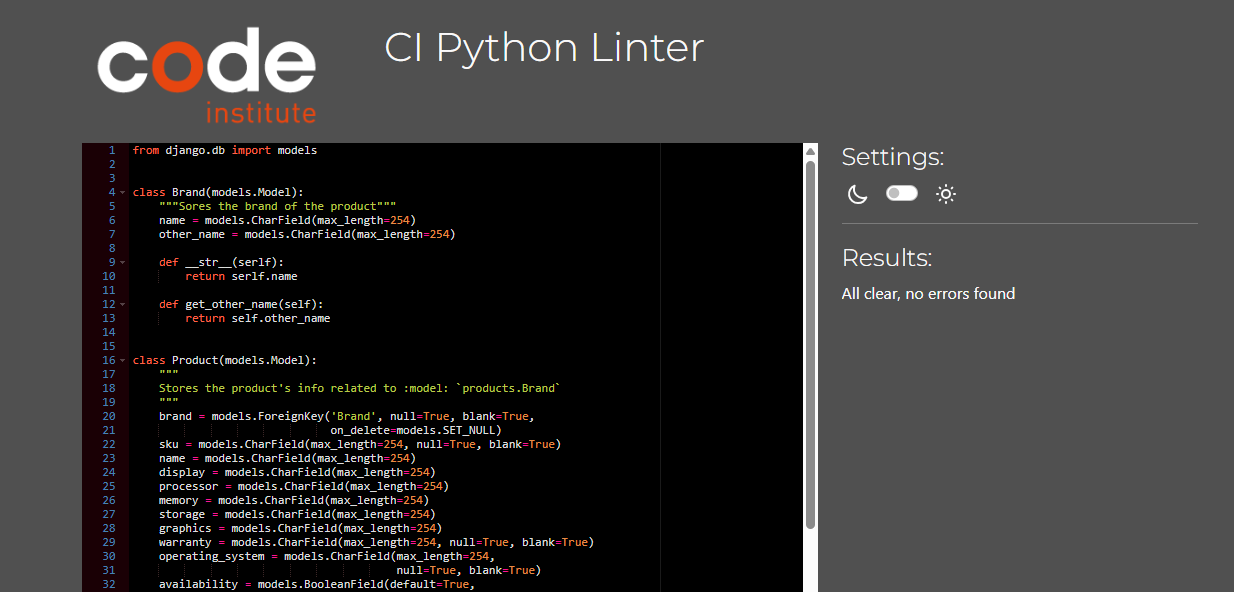 code
institute
CI Python Linter
1 from django.db import models
2
3
4 class Brand(models.Model):
5     """Sores the brand of the product"""
6     name = models.CharField(max_length=254)
7     other_name = models.CharField(max_length=254)
8
9     def __str__(serlf):
10         return serlf.name
11
12     def get_other_name(self):
13         return self.other_name
14
15
16 class Product(models.Model):
17     """
18     Stores the product's info related to :model: `products.Brand`
19     """
20     brand = models.ForeignKey('Brand', null=True, blank=True,
21                               on_delete=models.SET_NULL)
22     sku = models.CharField(max_length=254, null=True, blank=True)
23     name = models.CharField(max_length=254)
24     display = models.CharField(max_length=254)
25     processor = models.CharField(max_length=254)
26     memory = models.CharField(max_length=254)
27     storage = models.CharField(max_length=254)
28     graphics = models.CharField(max_length=254)
29     warranty = models.CharField(max_length=254, null=True, blank=True)
30     operating_system = models.CharField(max_length=254,
31                                         null=True, blank=True)
32     availability = models.BooleanField(default=True,
Settings:
Results:
All clear, no errors found